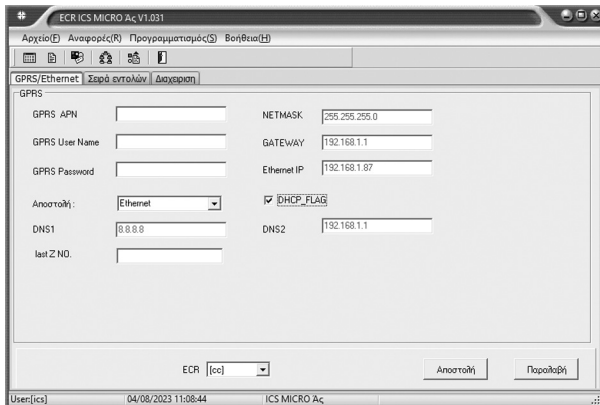 ECR ICS MICRO Άς V1.031
Αρχείο(F) Αναφορές(R) Προγραμματισμός(S) Βοήθεια(H)
GPRS/Ethernet Σειρά εντολών Διαχειριση
GPRS
GPRS APN NETMASK 255.255.255.0
GPRS User Name GATEWAY 192.168.1.1
GPRS Password Ethernet IP 192.168.1.87
Αποστολή : Ethernet DHCP_FLAG
DNS1 8.8.8.8 DNS2 192.168.1.1
last Z NO.
ECR [cc] Αποστολή Παραλαβή
User:[ics] 04/08/2023 11:08:44 ICS MICRO Άς